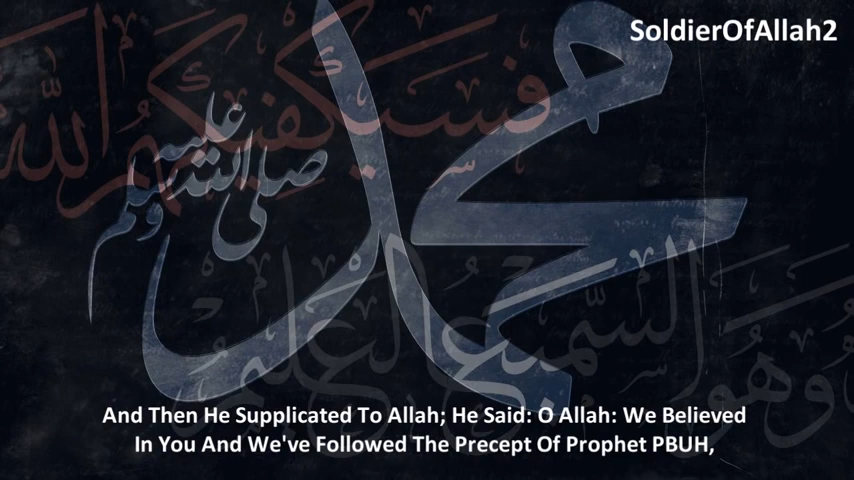 SoldierOfAllah2
فسيكفيكهم الله
محمد
صلى الله
عليه
وسلم
وهو السميع العليم
And Then He Supplicated To Allah; He Said: O Allah: We Believed
In You And We've Followed The Precept Of Prophet PBUH,